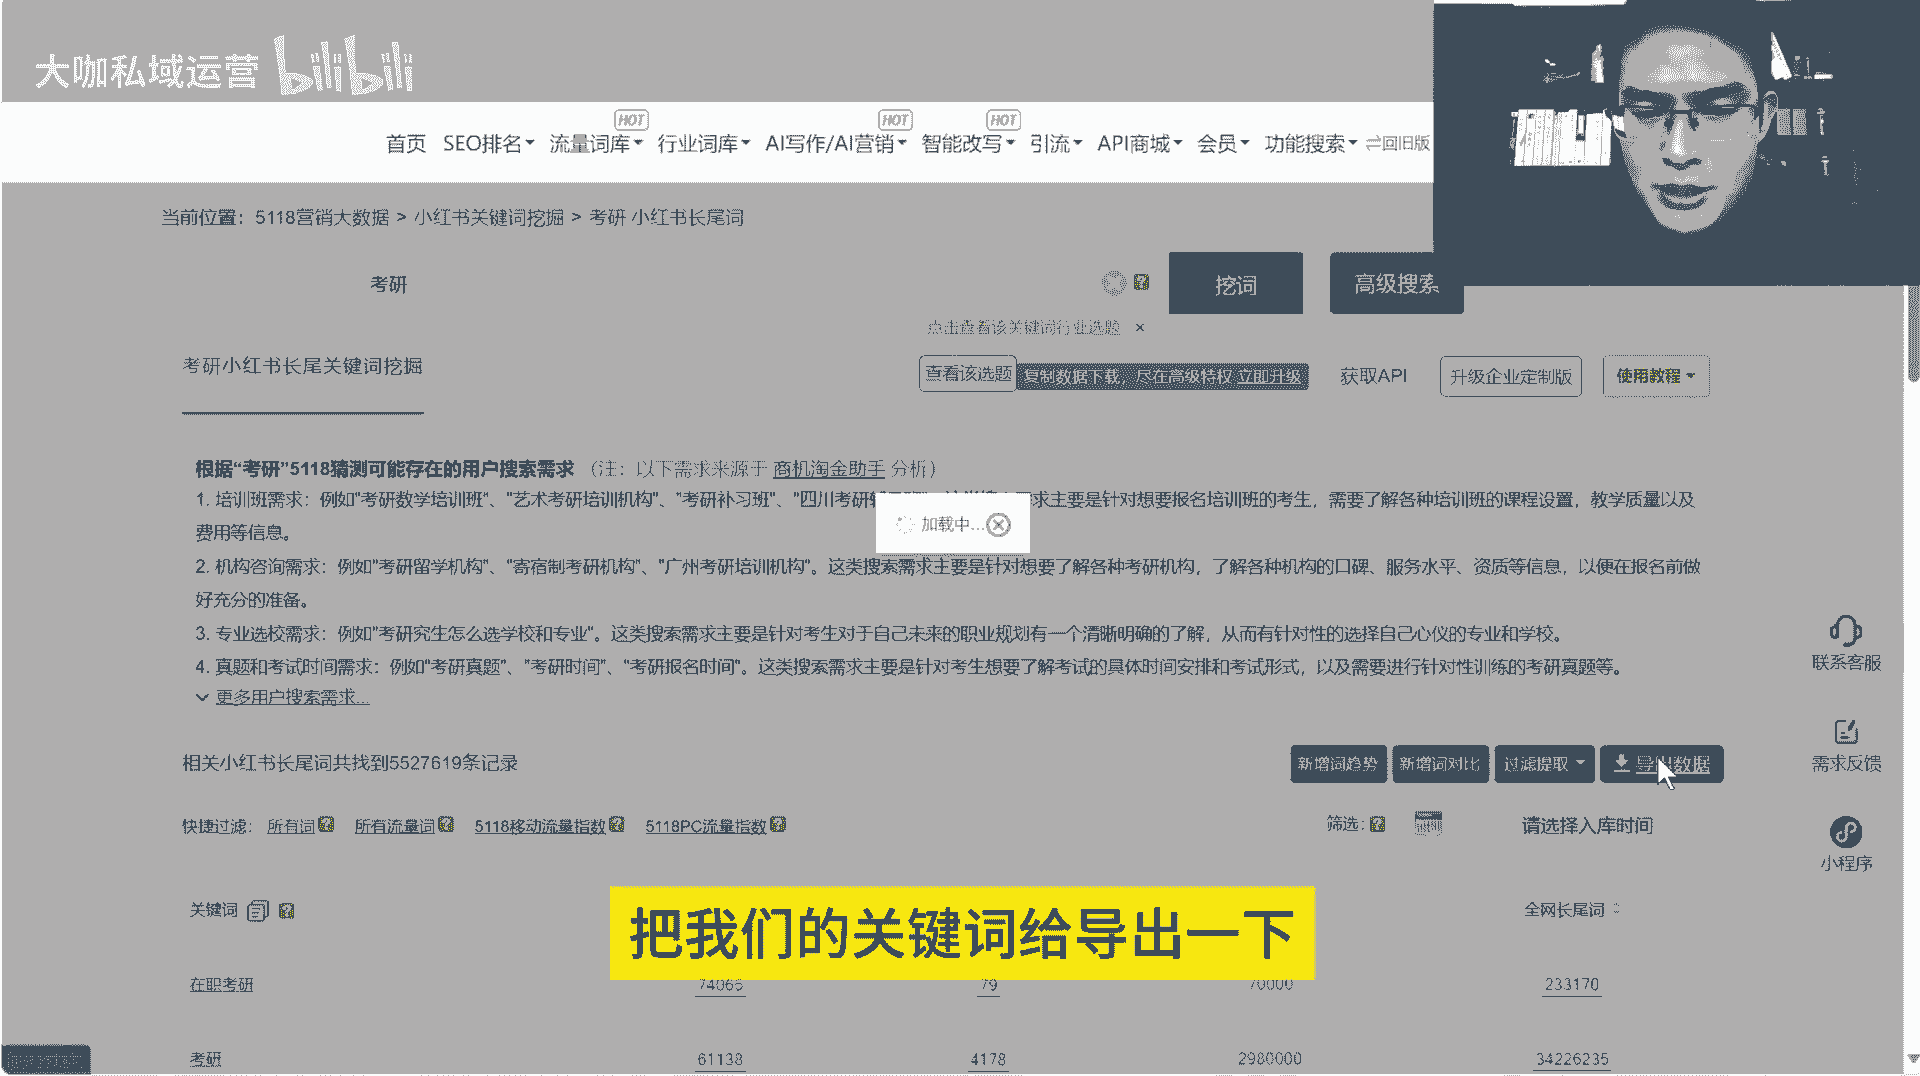 大咖私域运营 bilibili
HOT HOT HOT
首页 SEO排名 流量词库 行业词库 AI写作/AI营销 智能改写 引流 API商城 会员 功能搜索 回旧版
当前位置：5118营销大数据 > 小红书关键词挖掘 > 考研 小红书长尾词
考研 挖词 高级搜索
点击查看该关键词行业选题 ×
考研小红书长尾关键词挖掘 查看该选题 复制数据下载，尽在高级特权 立即升级 获取API 升级企业定制版 使用教程
根据“考研”5118猜测可能存在的用户搜索需求 （注：以下需求来源于 商机淘金助手 分析）
1. 培训班需求：例如"考研数学培训班"、"艺术考研培训机构"、"考研补习班"、"四川考研 求主要是针对想要报名培训班的考生，需要了解各种培训班的课程设置，教学质量以及
费用等信息。
加载中...
2. 机构咨询需求：例如"考研留学机构"、"寄宿制考研机构"、"广州考研培训机构"。这类搜索需求主要是针对想要了解各种考研机构，了解各种机构的口碑、服务水平、资质等信息，以便在报名前做
好充分的准备。
3. 专业选校需求：例如"考研究生怎么选学校和专业"。这类搜索需求主要是针对考生对于自己未来的职业规划有一个清晰明确的了解，从而有针对性的选择自己心仪的专业和学校。
4. 真题和考试时间需求：例如"考研真题"、"考研时间"、"考研报名时间"。这类搜索需求主要是针对考生想要了解考试的具体时间安排和考试形式，以及需要进行针对性训练的考研真题等。
更多用户搜索需求...
联系客服
相关小红书长尾词共找到5527619条记录 新增词趋势 新增词对比 过滤提取 导出数据
需求反馈
快捷过滤： 所有词 所有流量词 5118移动流量指数 5118PC流量指数 筛选： 请选择入库时间
小程序
关键词 全网长尾词
把我们的关键词给导出一下
在职考研 74065 79 70000 233170
考研 61138 4178 2980000 34226235